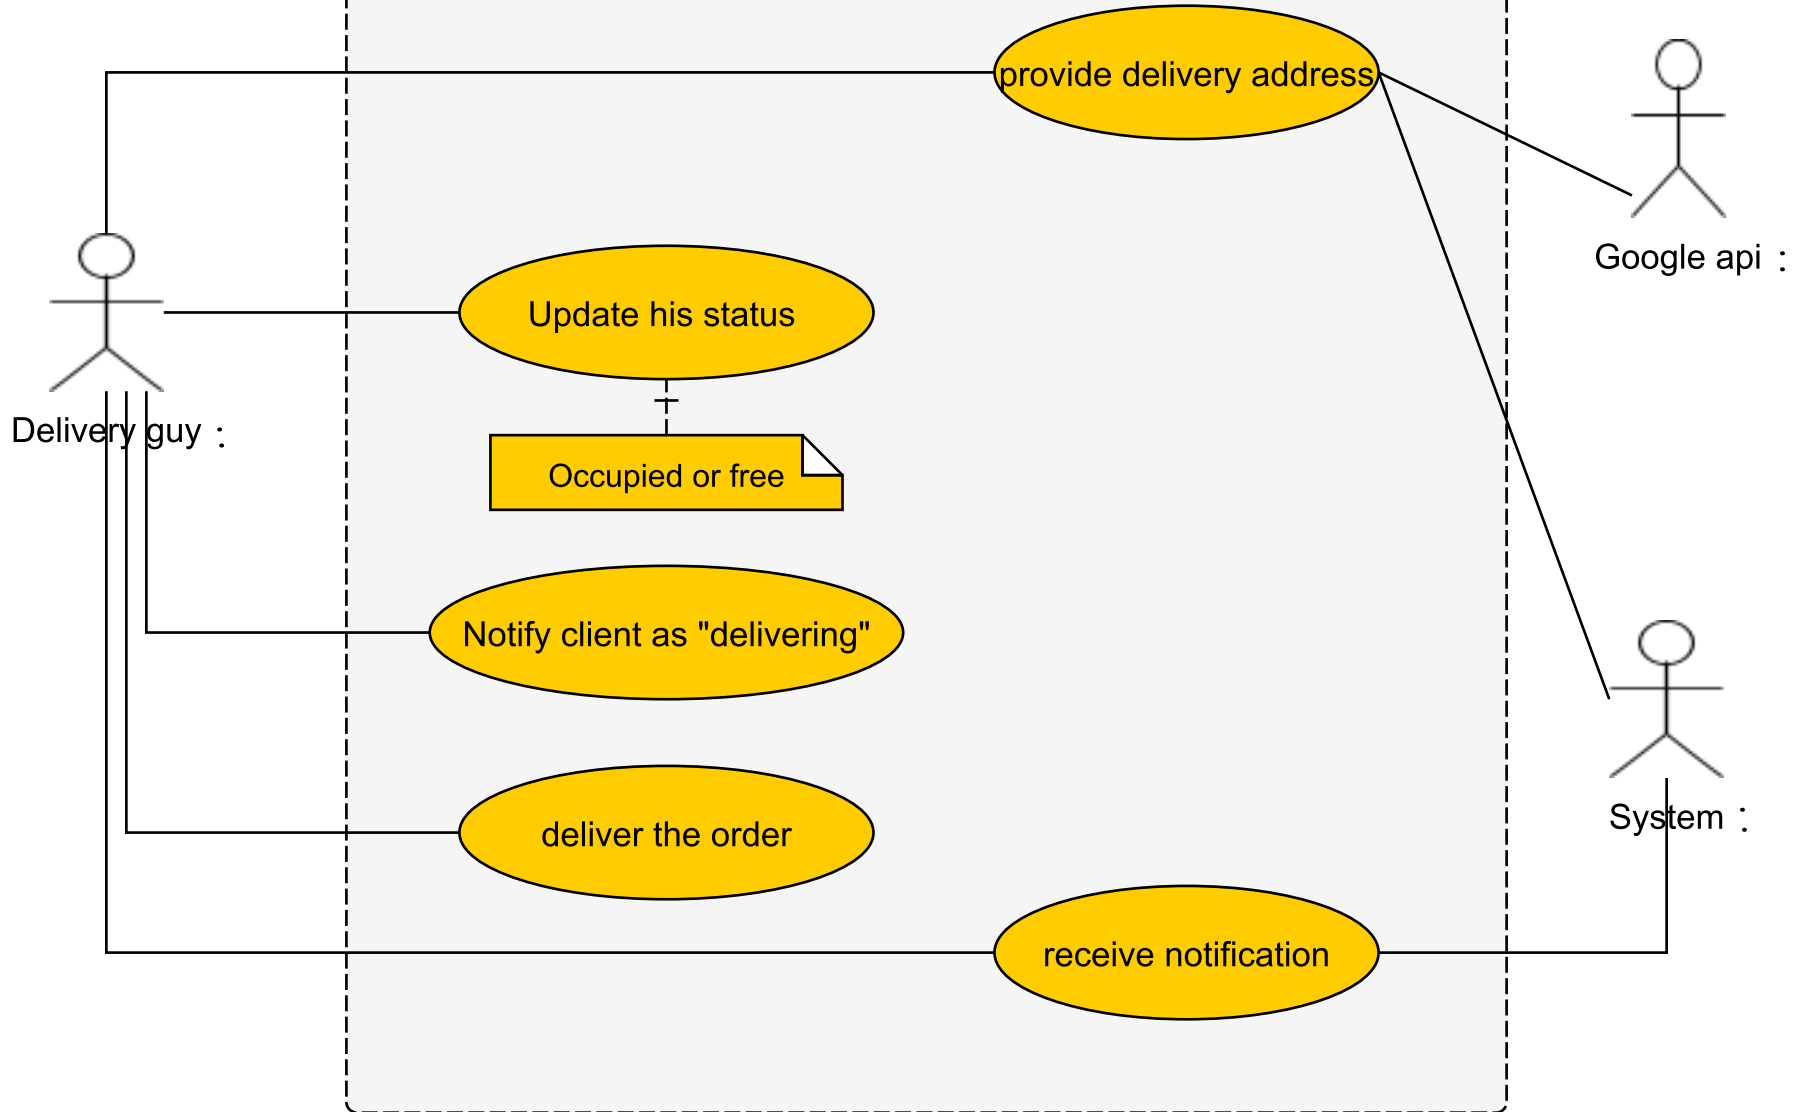 provide delivery address
Google api :
Update his status
Delivery guy :
Occupied or free
Notify client as "delivering"
System :
deliver the order
receive notification